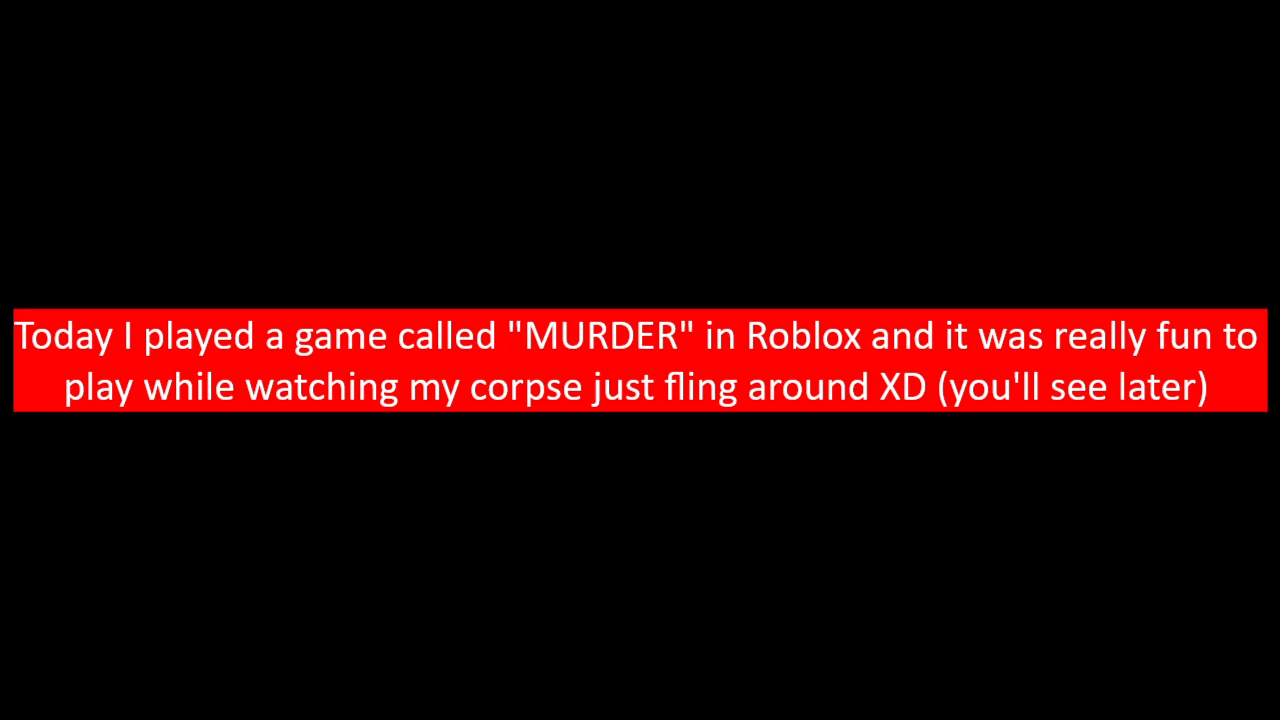 Today I played a game called "MURDER" in Roblox and it was really fun to
play while watching my corpse just fling around XD (you'll see later)